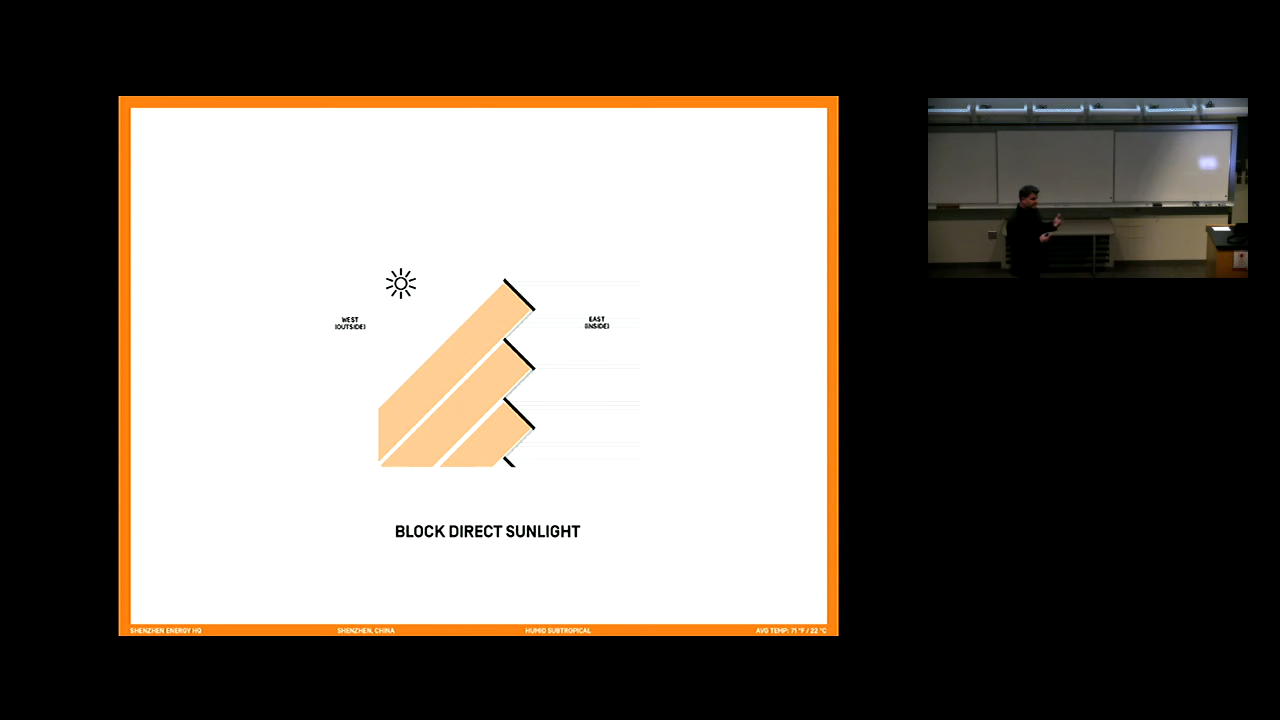 WEST
(OUTSIDE)
EAST
(INSIDE)
BLOCK DIRECT SUNLIGHT
SHENZHEN ENERGY HQ
SHENZHEN, CHINA
HUMID SUBTROPICAL
AVG TEMP: 71 °F / 22 °C